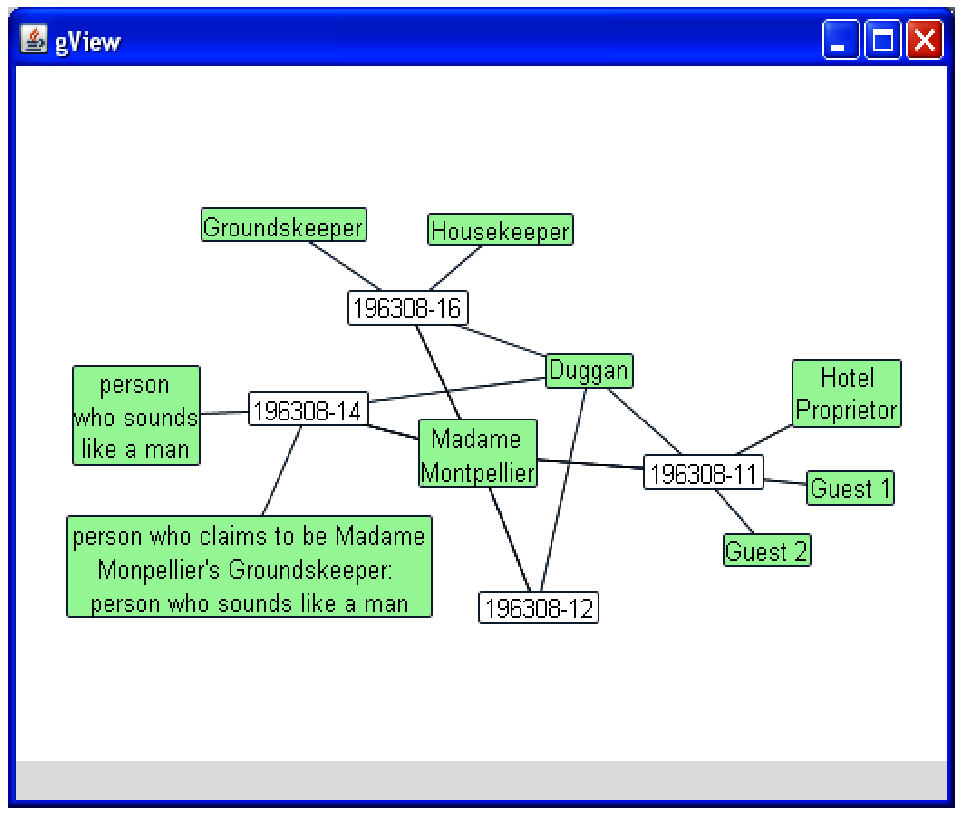 gView
Groundskeeper
Housekeeper
196308-16
Duggan
person
who sounds
like a man
196308-14
Hotel
Proprietor
Madame
Montpellier
196308-11
Guest 1
person who claims to be Madame
Monpellier's Groundskeeper:
person who sounds like a man
Guest 2
196308-12